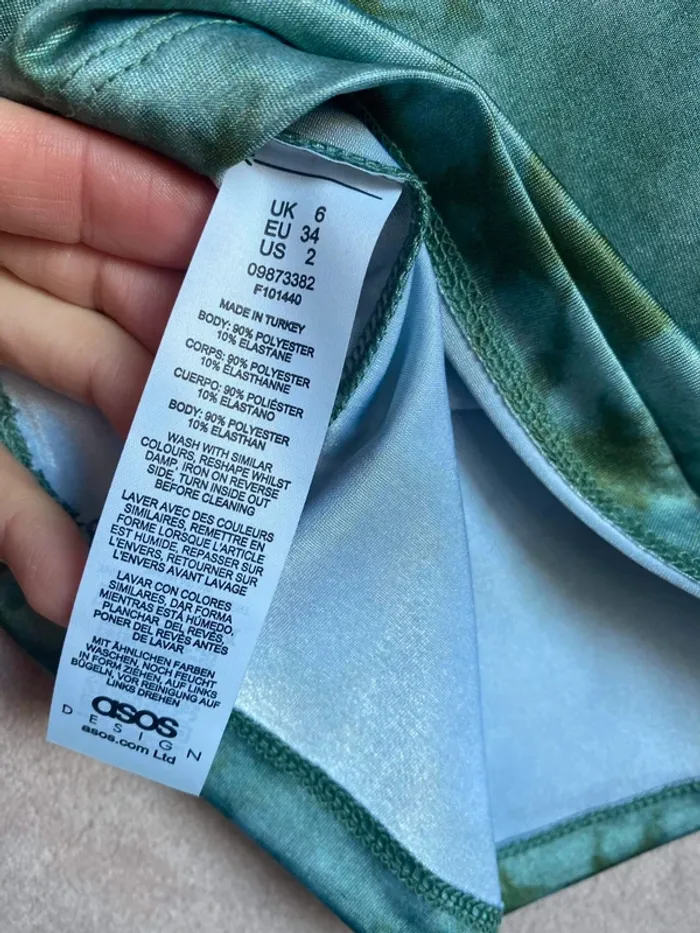 UK 6
EU 34
US 2
09873382
F101440
MADE IN TURKEY
BODY: 90% POLYESTER
10% ELASTANE
CORPS: 90% POLYESTER
10% ELASTHANNE
CUERPO: 90% POLIÉSTER
10% ELASTANO
BODY: 90% POLYESTER
10% ELASTHAN
WASH WITH SIMILAR
COLOURS, RESHAPE WHILST
DAMP, IRON ON REVERSE
SIDE, TURN INSIDE OUT
BEFORE CLEANING
LAVER AVEC DES COULEURS
SIMILAIRES, REMETTRE EN
FORME LORSQUE L'ARTICLE
EST HUMIDE, REPASSER SUR
L'ENVERS, RETOURNER SUR
L'ENVERS AVANT LAVAGE
LAVAR CON COLORES
SIMILARES, DAR FORMA
MIENTRAS ESTÁ HÚMEDO,
PLANCHAR DEL REVÉS,
PONER DEL REVÉS ANTES
DE LAVAR
MIT ÄHNLICHEN FARBEN
WASCHEN, NOCH FEUCHT
IN FORM ZIEHEN, AUF LINKS
BÜGELN, VOR REINIGUNG AUF
LINKS DREHEN
asos
DESIGN
asos.com Ltd